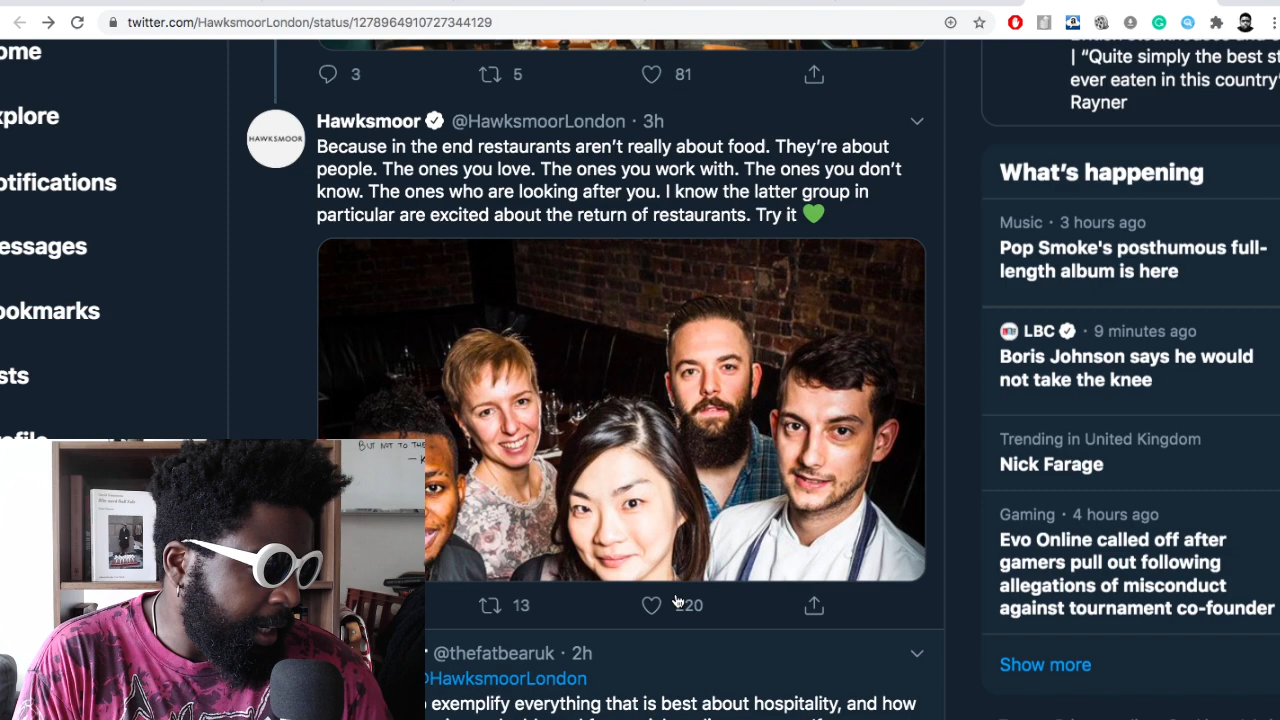 twitter.com/HawksmoorLondon/status/1278964910727344129
ome
xplore
otifications
essages
ookmarks
sts
3
5
81
HAWKSMOOR
Hawksmoor @HawksmoorLondon · 3h
Because in the end restaurants aren’t really about food. They’re about
people. The ones you love. The ones you work with. The ones you don’t
know. The ones who are looking after you. I know the latter group in
particular are excited about the return of restaurants. Try it 💚
13
220
@thefatbearuk · 2h
@HawksmoorLondon
exemplify everything that is best about hospitality, and how
BUT NOT TO THE
| “Quite simply the best st
ever eaten in this country”
Rayner
What’s happening
Music · 3 hours ago
Pop Smoke's posthumous full-
length album is here
LBC · 9 minutes ago
Boris Johnson says he would
not take the knee
Trending in United Kingdom
Nick Farage
Gaming · 4 hours ago
Evo Online called off after
gamers pull out following
allegations of misconduct
against tournament co-founder
Show more